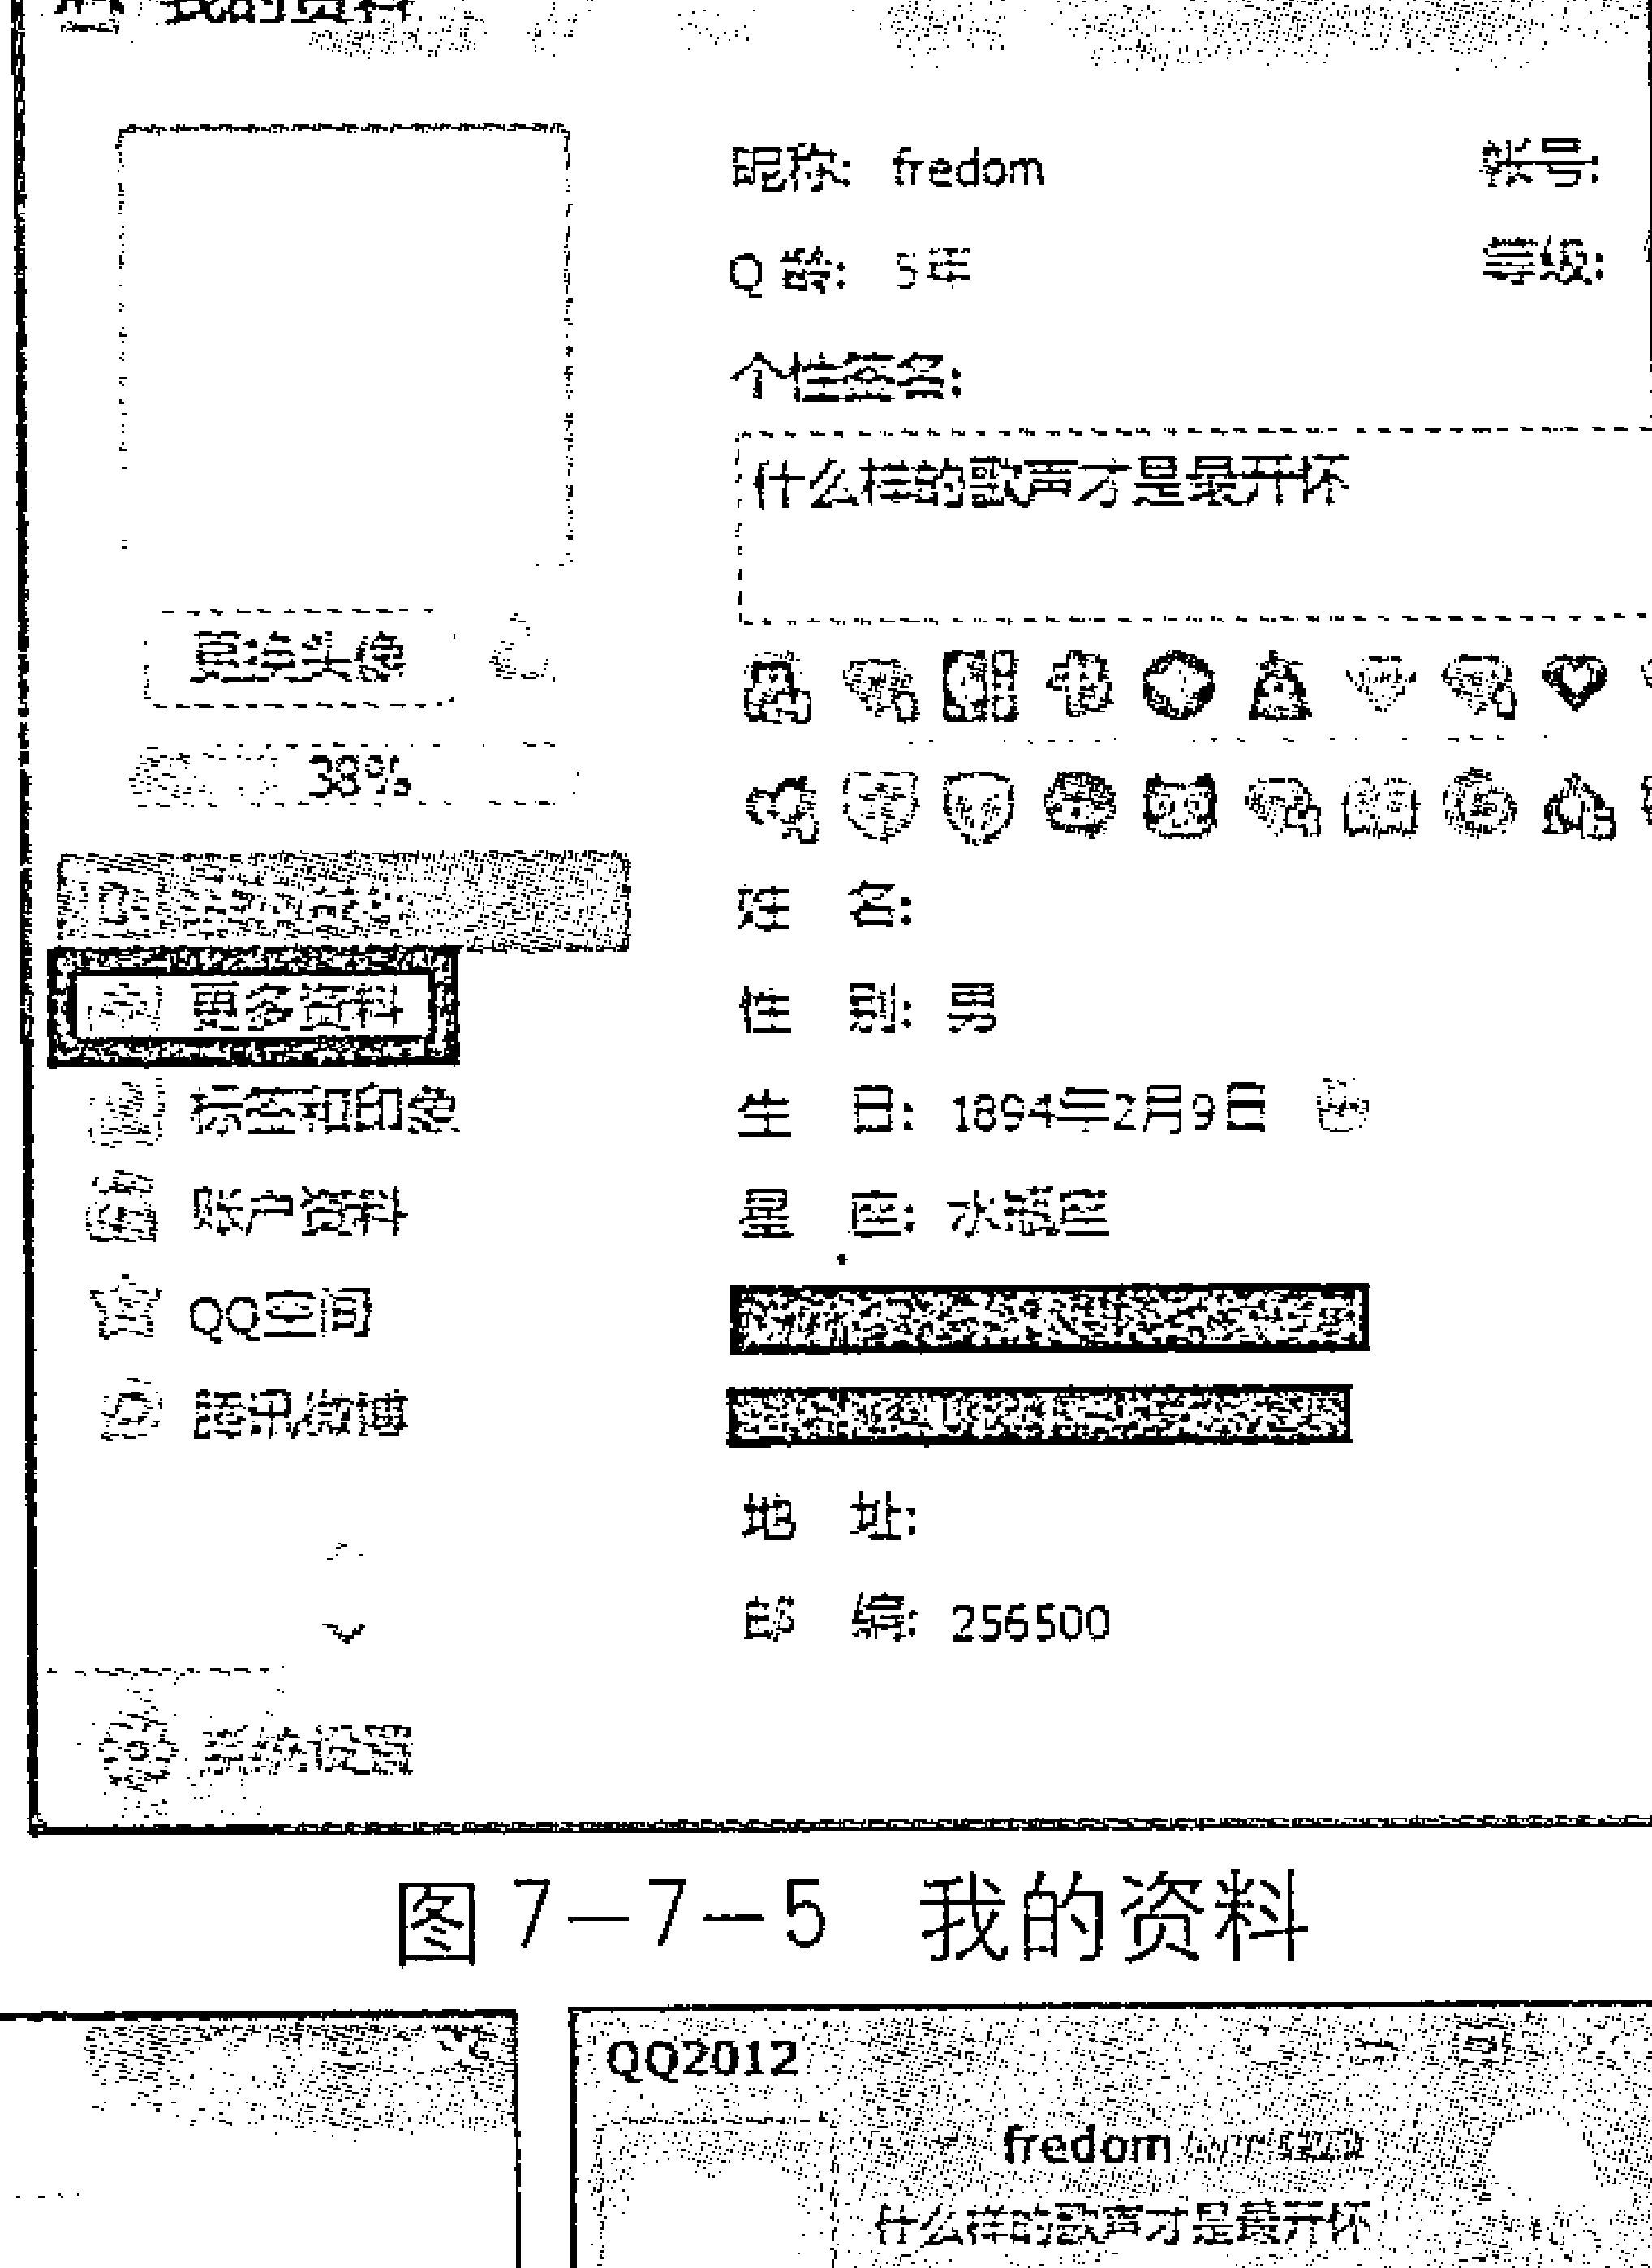 我的资料
昵称: fredom
账号:
Q 龄: 5年
等级:
个性签名:
什么样的歌声才是最开怀
更换头像
38%
更多资料
标签和印象
账户资料
QQ空间
腾讯微博
系统设置
姓 名:
性 别: 男
生 日: 1894年2月9日
星 座: 水瓶座
地 址:
邮 编: 256500
图 7-7-5 我的资料
QQ2012
fredom
什么样的歌声才是最开怀